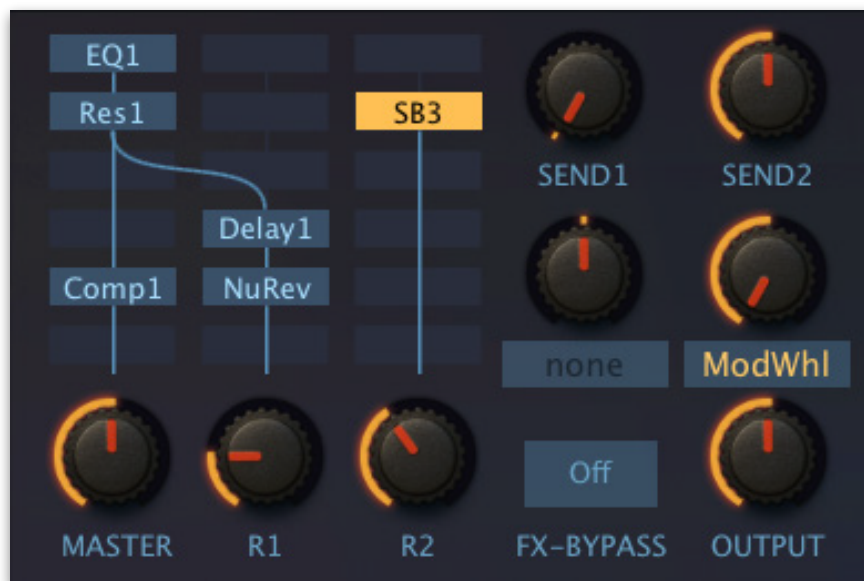 EQ1
Res1 SB3
SEND1 SEND2
Delay1
Comp1 NuRev
none ModWhl
Off
MASTER R1 R2 FX-BYPASS OUTPUT